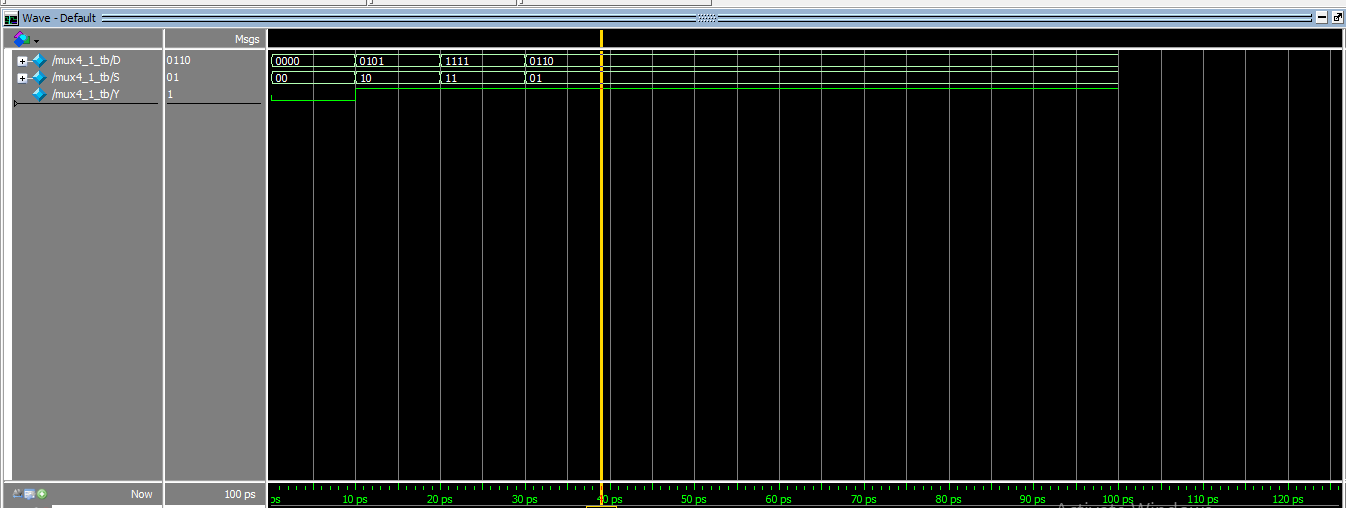 Wave - Default
Msgs
/mux4_1_tb/D 0110 0000 0101 1111 0110
/mux4_1_tb/S 01 00 10 11 01
/mux4_1_tb/Y 1
Now 100 ps ps 10 ps 20 ps 30 ps 40 ps 50 ps 60 ps 70 ps 80 ps 90 ps 100 ps 110 ps 120 ps
Activate Windows